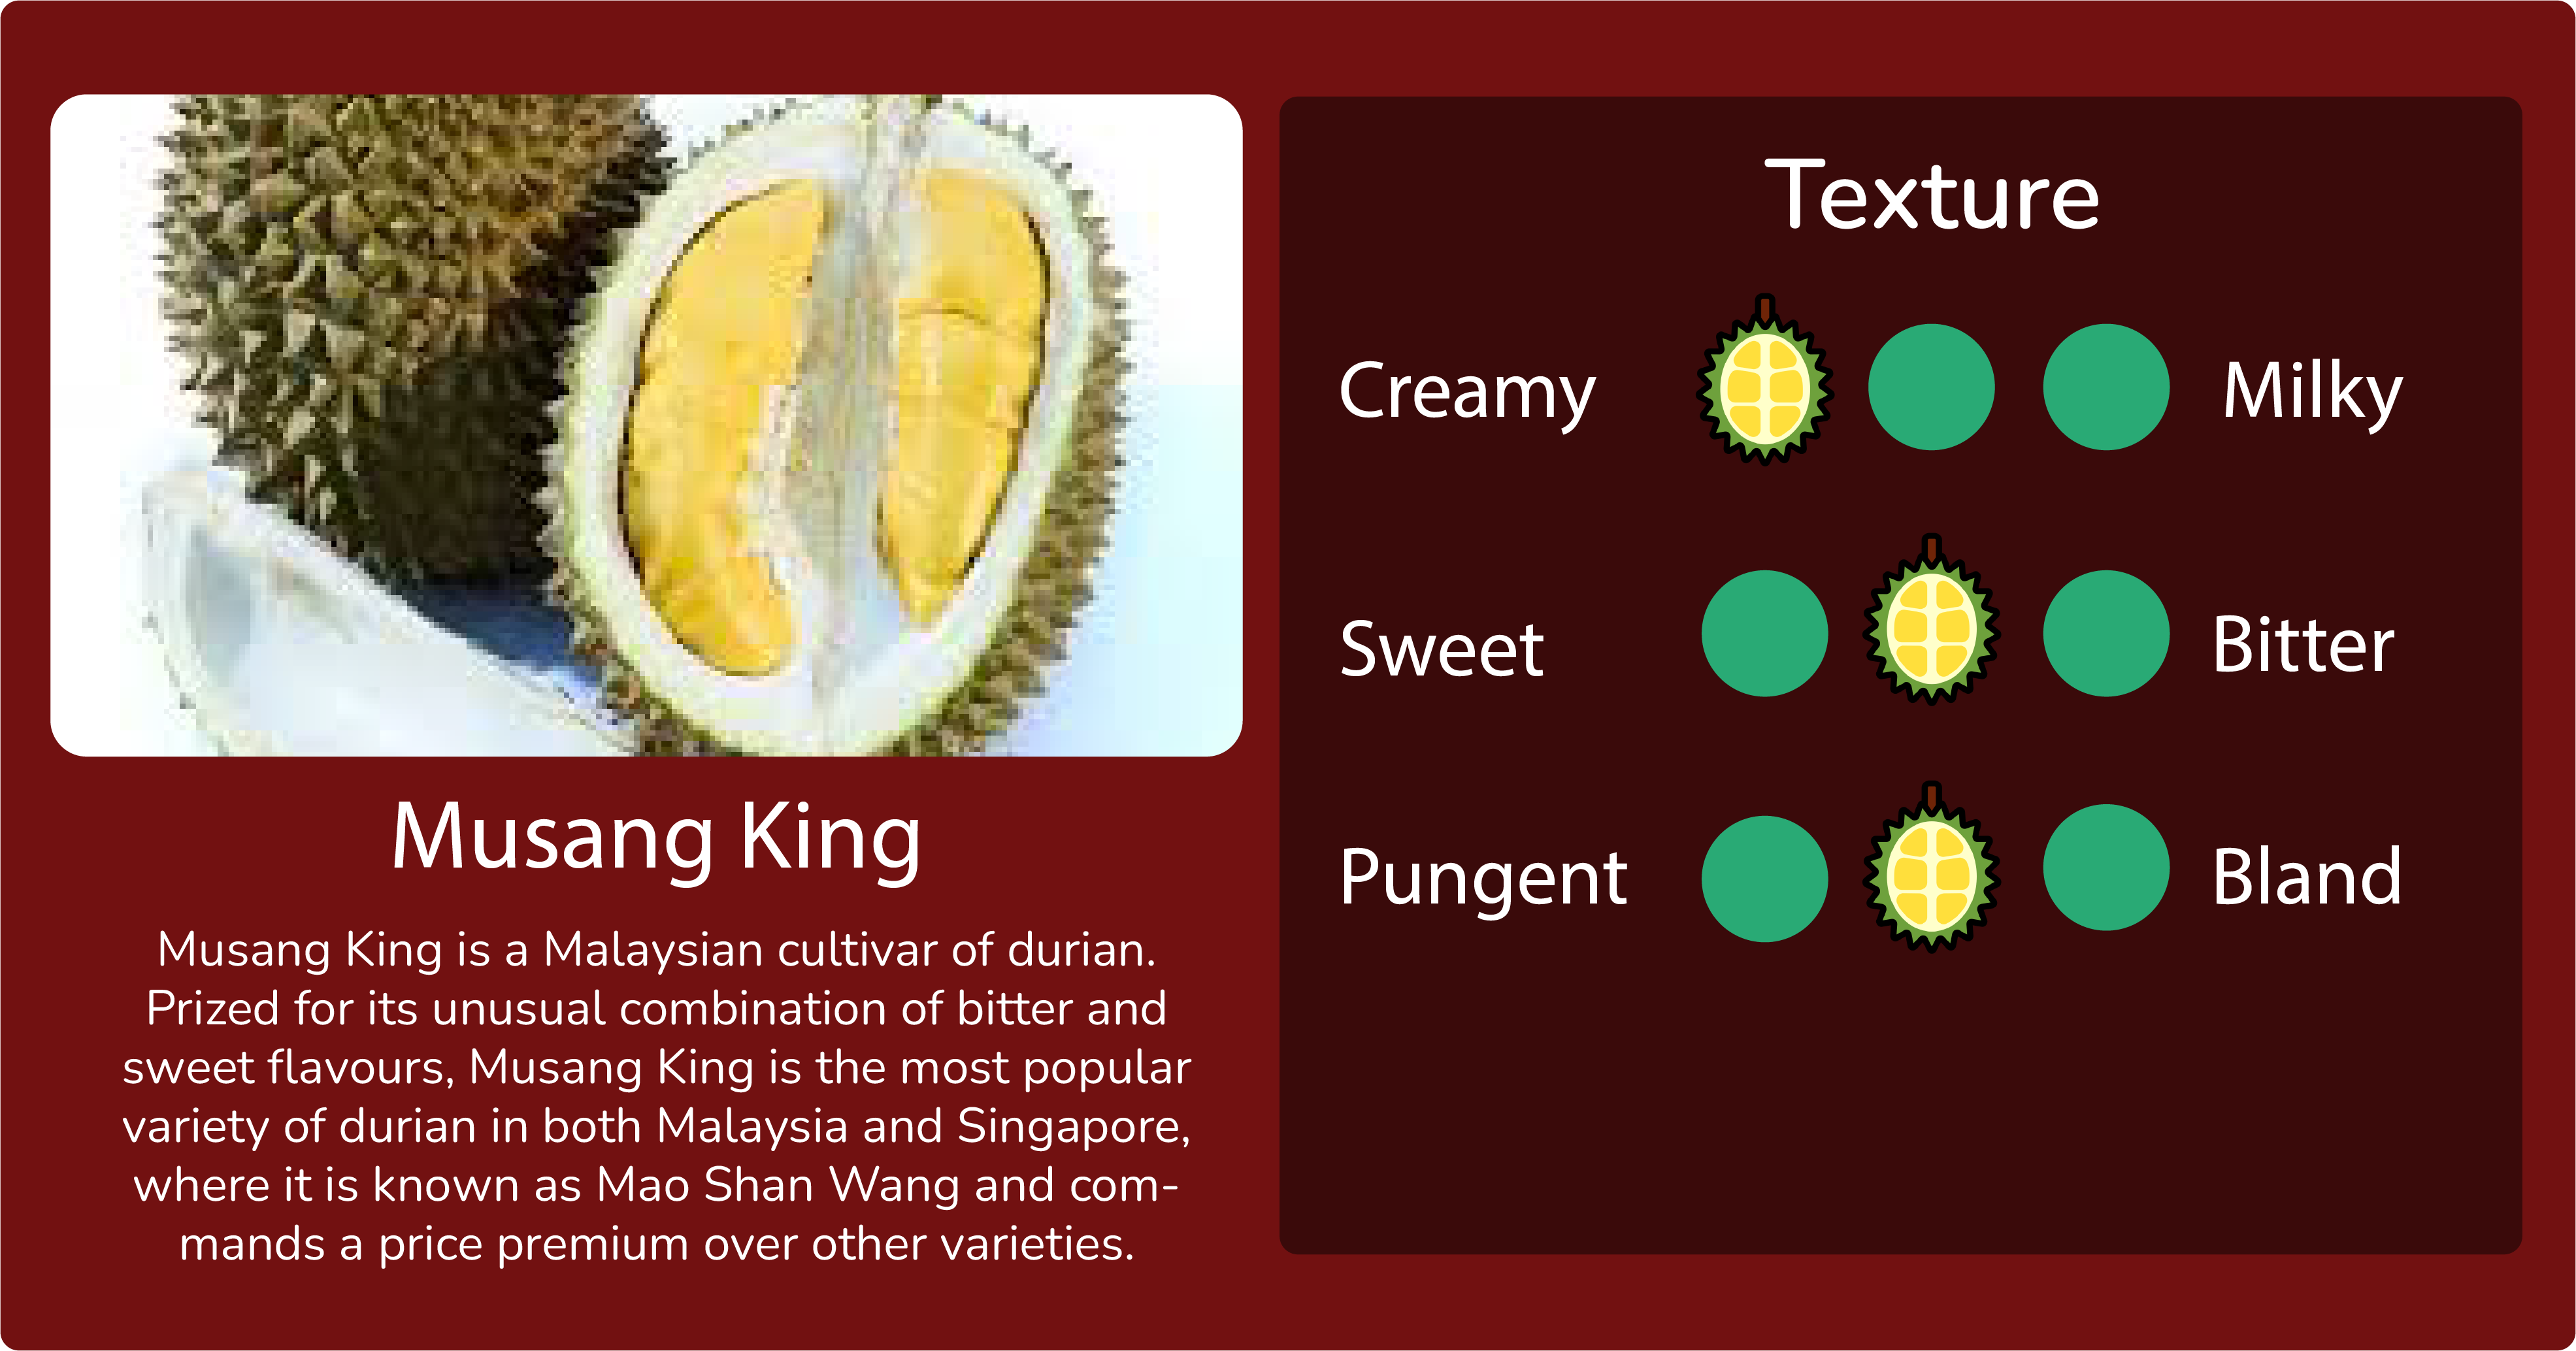 Musang King
Musang King is a Malaysian cultivar of durian.
Prized for its unusual combination of bitter and
sweet flavours, Musang King is the most popular
variety of durian in both Malaysia and Singapore,
where it is known as Mao Shan Wang and com-
mands a price premium over other varieties.
Texture
Creamy Milky
Sweet Bitter
Pungent Bland